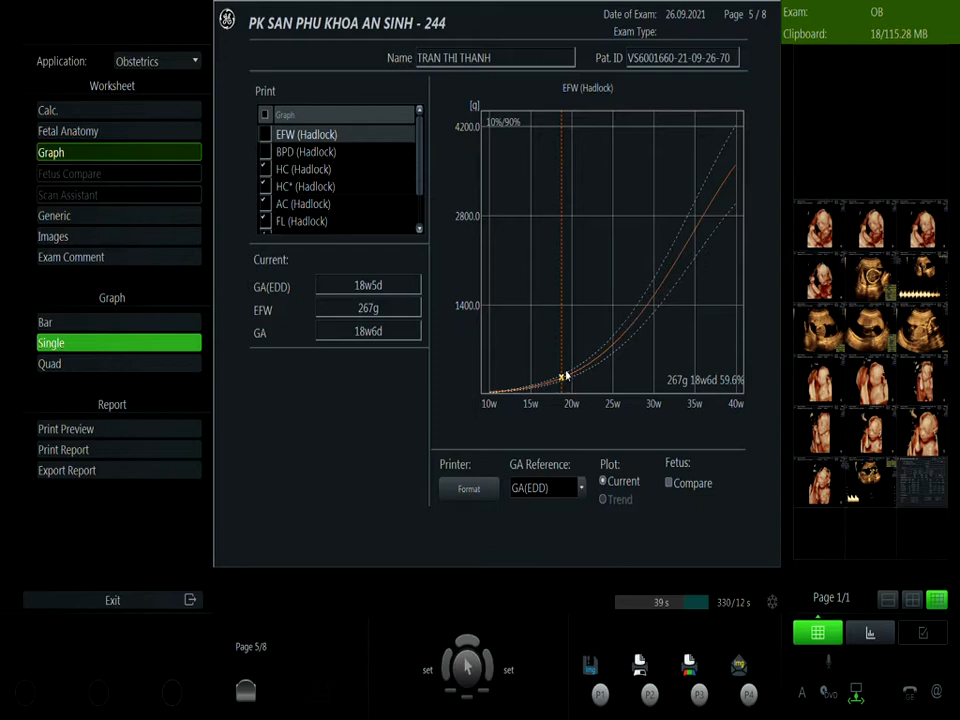 PK SAN PHU KHOA AN SINH - 244
Date of Exam: 26.09.2021 Page 5 / 8
Exam Type:
Exam: OB
Clipboard: 18/115.28 MB
Name TRAN THI THANH Pat. ID VS6001660-21-09-26-70
Application: Obstetrics
Worksheet
Calc.
Fetal Anatomy
Graph
Fetus Compare
Scan Assistant
Generic
Images
Exam Comment
Graph
Bar
Single
Quad
Report
Print Preview
Print Report
Export Report
Exit
Print
Graph
EFW (Hadlock)
BPD (Hadlock)
HC (Hadlock)
HC* (Hadlock)
AC (Hadlock)
FL (Hadlock)
Current:
GA(EDD) 18w5d
EFW 267g
GA 18w6d
EFW (Hadlock)
[g]
10%/90%
4200.0
2800.0
1400.0
267g 18w6d 59.6%
10w 15w 20w 25w 30w 35w 40w
Printer: GA Reference: Plot: Fetus:
Format GA(EDD) Current Compare
Trend
39 s 330/12 s
Page 1/1
Page 5/8
set set
Img
P1 P2 P3 P4
A DVD @